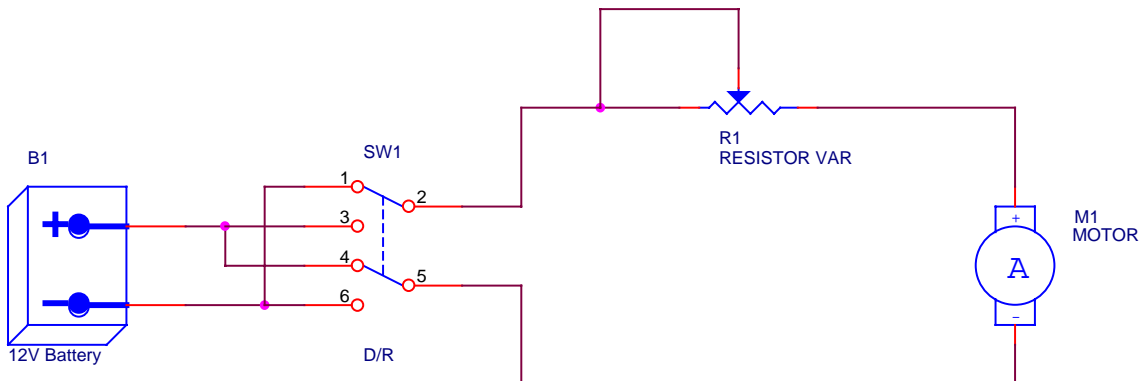 B1
12V Battery
SW1
1
2
3
4
5
6
D/R
R1
RESISTOR VAR
M1
MOTOR
+
A
−